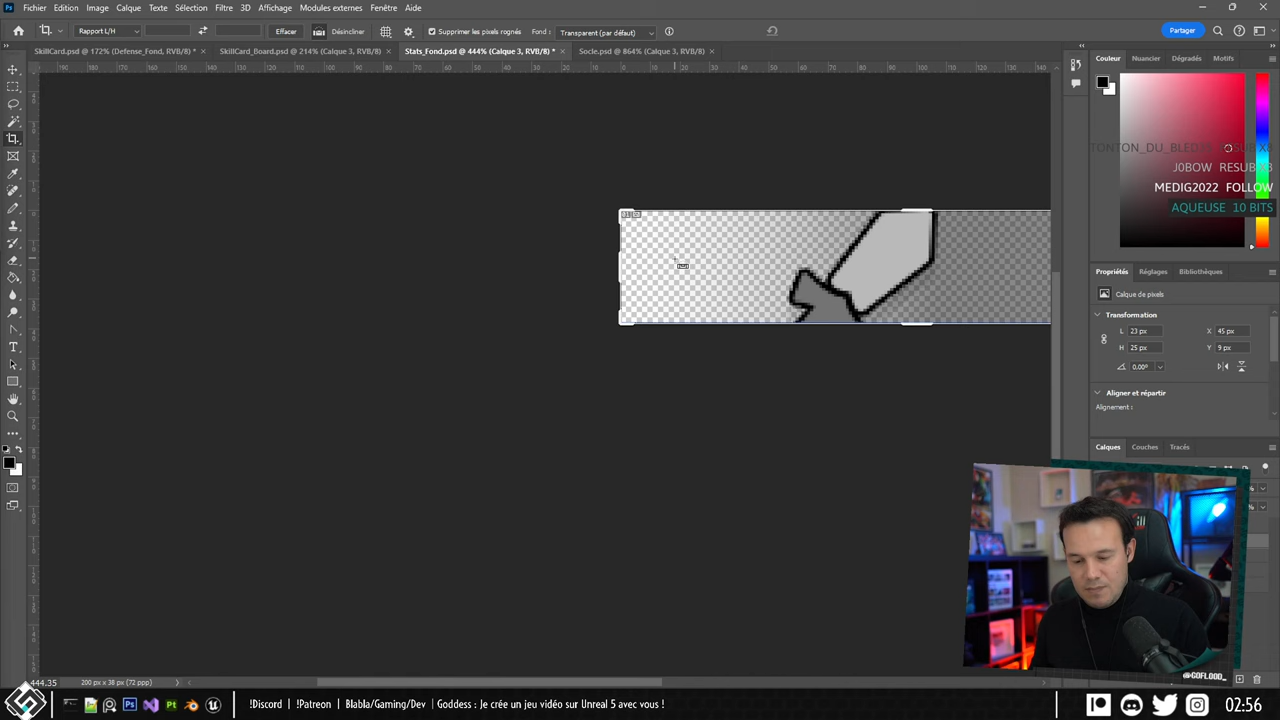 Ps Fichier Edition Image Calque Texte Sélection Filtre 3D Affichage Modules externes Fenêtre Aide
Rapport L/H Effacer Désincliner Supprimer les pixels rognés Fond : Transparent (par défaut) Partager
SkillCard.psd @ 172% (Defense_Fond, RVB/8) * × SkillCard_Board.psd @ 214% (Calque 3, RVB/8) × Stats_Fond.psd @ 444% (Calque 3, RVB/8) * × Socle.psd @ 864% (Calque 3, RVB/8) ×
Couleur Nuancier Dégradés Motifs
J0BOW RESUB X8
MEDIG2022 FOLLOW
AQUEUSE 10 BITS
Propriétés Réglages Bibliothèques
Calque de pixels
Transformation
L 23 px X 45 px
H 25 px Y 9 px
0,00°
Aligner et répartir
Alignement :
Calques Couches Tracés
@GOFLOOD_
444.35 200 px x 38 px (72 ppp)
!Discord / !Patreon / Blabla/Gaming/Dev / Goddess : Je crée un jeu vidéo sur Unreal 5 avec vous ! 02:56